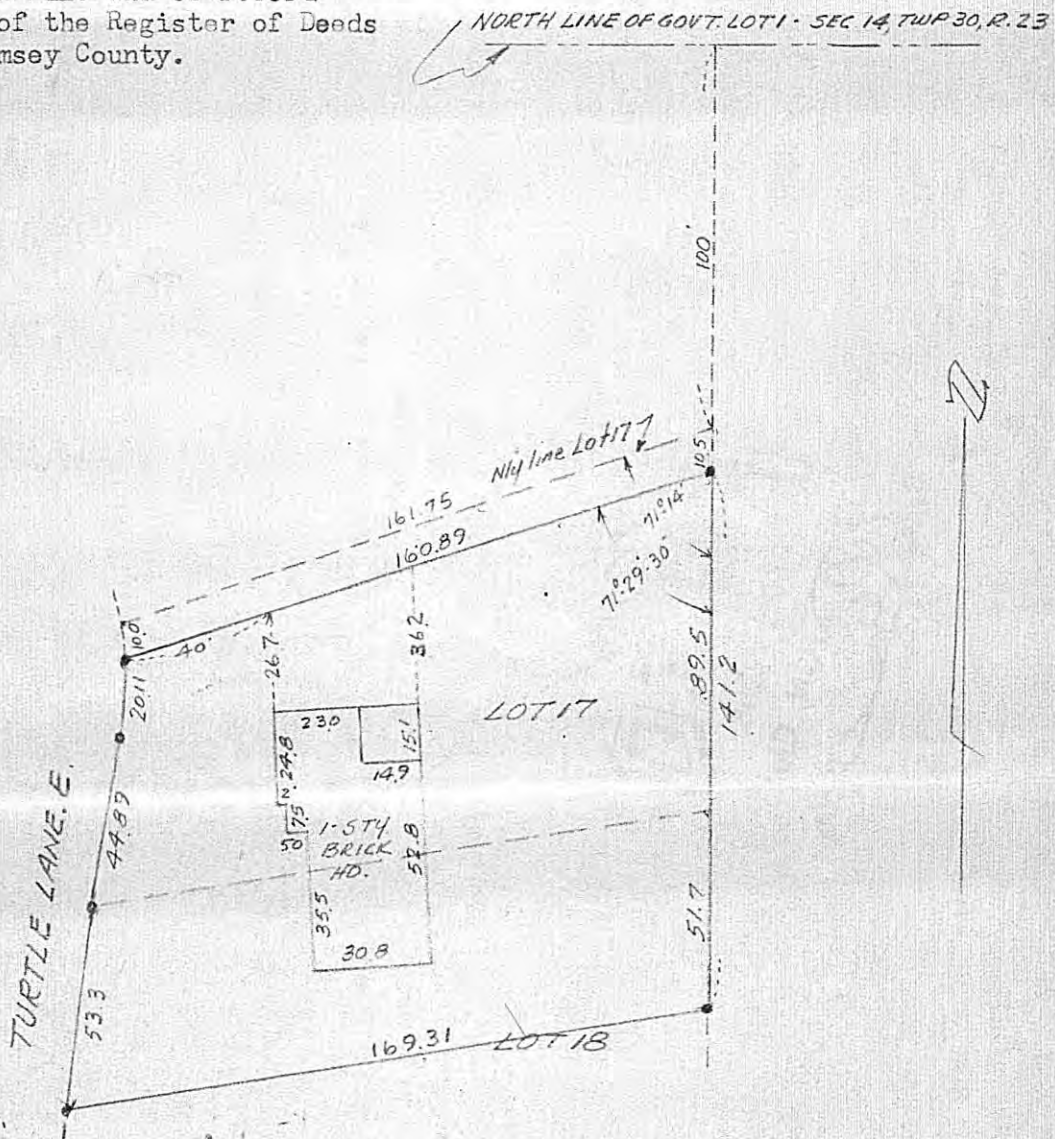 of the Register of Deeds
msey County.
NORTH LINE OF GOVT. LOT 1 - SEC 14, TWP 30, R. 23
100'
Nly line Lot 17
10.5
161.75
160.89
71°14'
71°29'30"
10.0
40'
20.11
26.7
36.2
89.5
141.2
LOT 17
23.0
15.1
14.9
24.8
2.
7.5
5.0
1-STY
BRICK
HO.
52.8
44.89
TURTLE LANE. E.
35.5
30.8
51.7
53.3
169.31
LOT 18